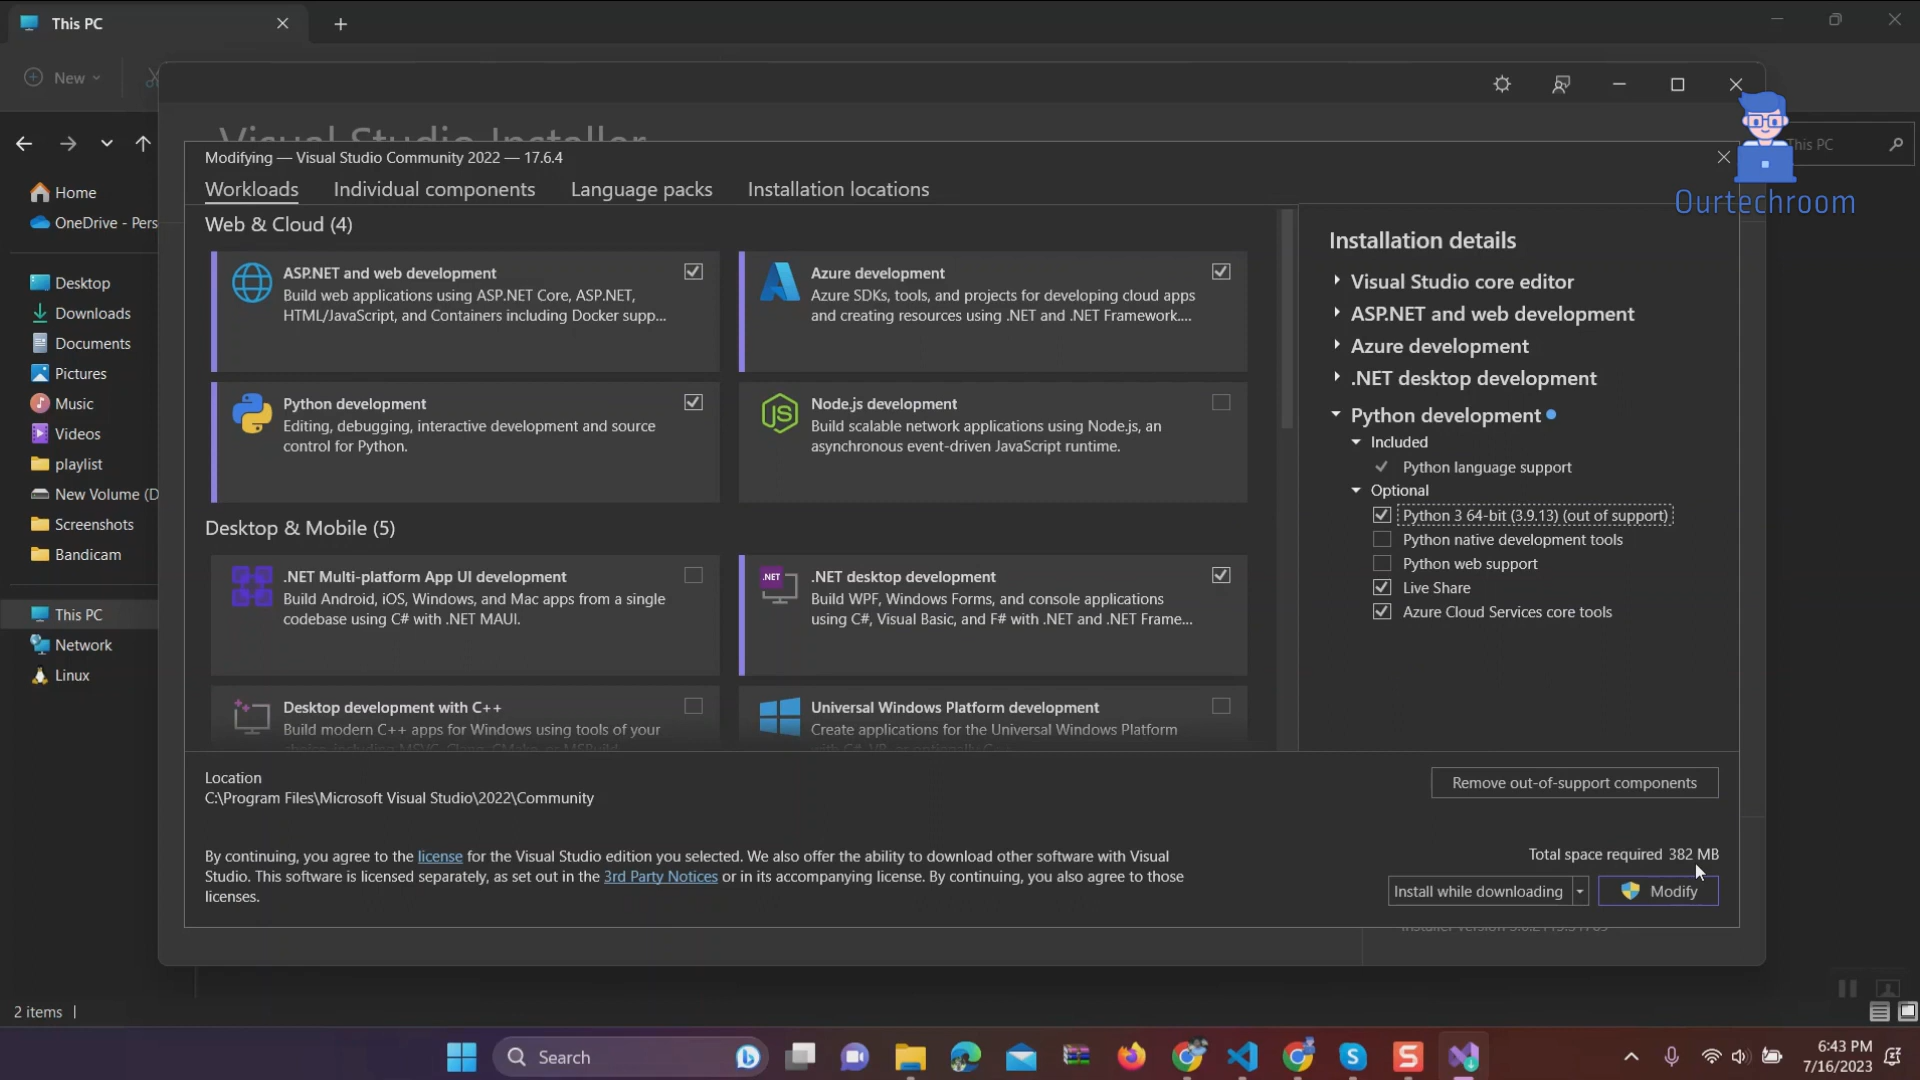 This PC
New
Visual Studio Installer
This PC
Ourtechroom
Modifying — Visual Studio Community 2022 — 17.6.4
Workloads
Individual components
Language packs
Installation locations
Home
OneDrive - Pers
Desktop
Downloads
Documents
Pictures
Music
Videos
playlist
New Volume (D
Screenshots
Bandicam
This PC
Network
Linux
Web & Cloud (4)
ASP.NET and web development
Build web applications using ASP.NET Core, ASP.NET,
HTML/JavaScript, and Containers including Docker supp...
Azure development
Azure SDKs, tools, and projects for developing cloud apps
and creating resources using .NET and .NET Framework....
Python development
Editing, debugging, interactive development and source
control for Python.
JS
Node.js development
Build scalable network applications using Node.js, an
asynchronous event-driven JavaScript runtime.
Desktop & Mobile (5)
.NET Multi-platform App UI development
Build Android, iOS, Windows, and Mac apps from a single
codebase using C# with .NET MAUI.
.NET
.NET desktop development
Build WPF, Windows Forms, and console applications
using C#, Visual Basic, and F# with .NET and .NET Frame...
Desktop development with C++
Build modern C++ apps for Windows using tools of your
choice, including MSVC, Clang, CMake, or MSBuild.
Universal Windows Platform development
Create applications for the Universal Windows Platform
with C#, VB, or optionally C++.
Installation details
Visual Studio core editor
ASP.NET and web development
Azure development
.NET desktop development
Python development
Included
Python language support
Optional
Python 3 64-bit (3.9.13) (out of support)
Python native development tools
Python web support
Live Share
Azure Cloud Services core tools
Location
C:\Program Files\Microsoft Visual Studio\2022\Community
Remove out-of-support components
By continuing, you agree to the license for the Visual Studio edition you selected. We also offer the ability to download other software with Visual
Studio. This software is licensed separately, as set out in the 3rd Party Notices or in its accompanying license. By continuing, you also agree to those
licenses.
Total space required 382 MB
Install while downloading
Modify
2 items
Search
6:43 PM
7/16/2023